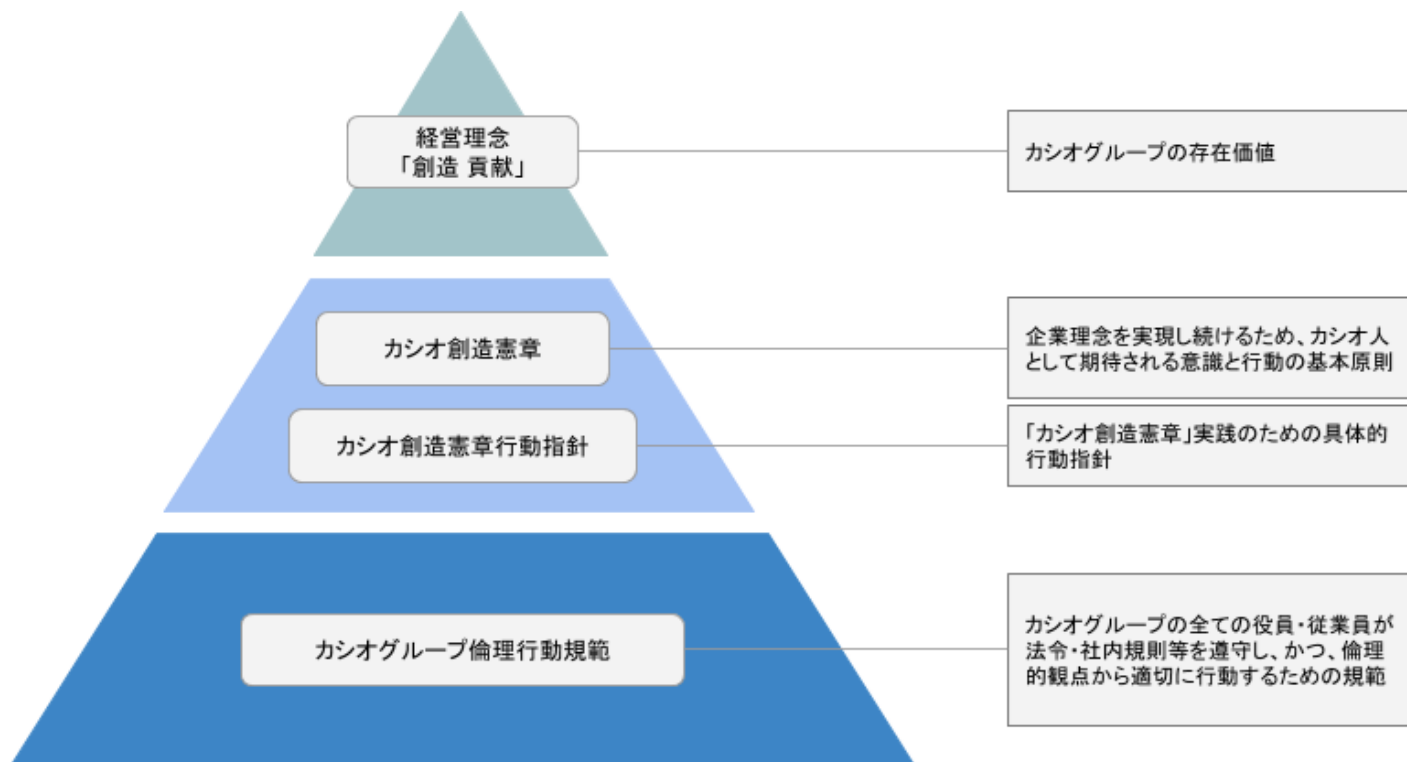 経営理念
「創造 貢献」
カシオグループの存在価値
カシオ創造憲章
企業理念を実現し続けるため、カシオ人
として期待される意識と行動の基本原則
カシオ創造憲章行動指針
「カシオ創造憲章」実践のための具体的
行動指針
カシオグループ倫理行動規範
カシオグループの全ての役員・従業員が
法令・社内規則等を遵守し、かつ、倫理
的観点から適切に行動するための規範